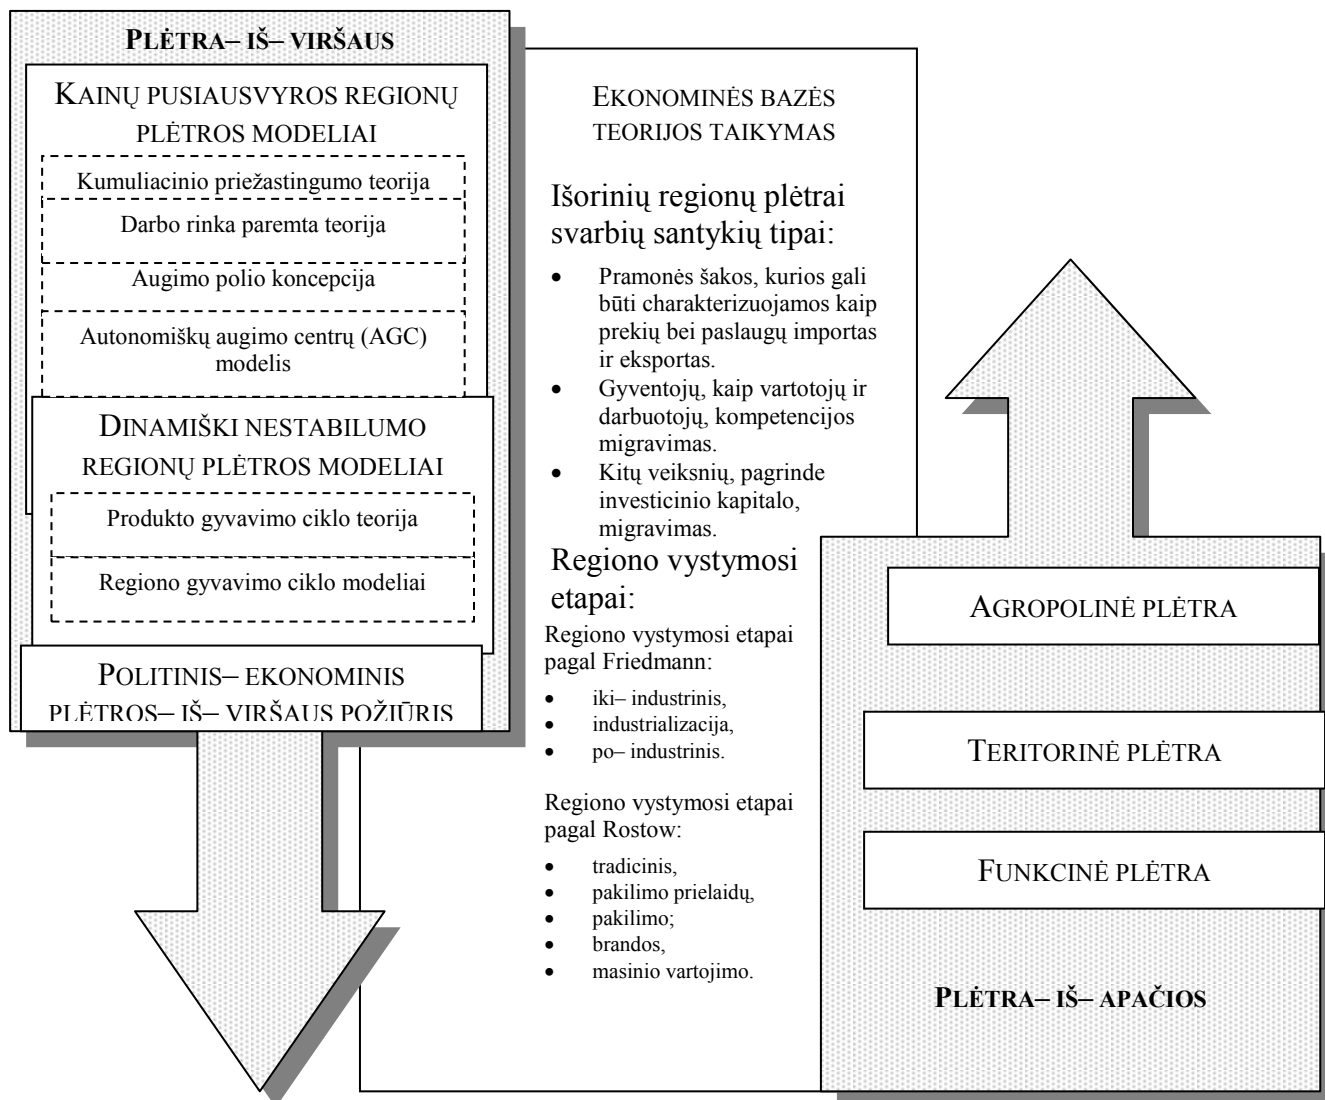 PLĖTRA– IŠ– VIRŠAUS
KAINŲ PUSIAUSVYROS REGIONŲ
PLĖTROS MODELIAI
Kumuliacinio priežastingumo teorija
Darbo rinka paremta teorija
Augimo polio koncepcija
Autonomiškų augimo centrų (AGC)
modelis
DINAMIŠKI NESTABILUMO
REGIONŲ PLĖTROS MODELIAI
Produkto gyvavimo ciklo teorija
Regiono gyvavimo ciklo modeliai
POLITINIS– EKONOMINIS
PLĖTROS– IŠ– VIRŠAUS POŽIŪRIS
EKONOMINĖS BAZĖS
TEORIJOS TAIKYMAS
Išorinių regionų plėtrai
svarbių santykių tipai:
• Pramonės šakos, kurios gali
būti charakterizuojamos kaip
prekių bei paslaugų importas
ir eksportas.
• Gyventojų, kaip vartotojų ir
darbuotojų, kompetencijos
migravimas.
• Kitų veiksnių, pagrinde
investicinio kapitalo,
migravimas.
Regiono vystymosi
etapai:
Regiono vystymosi etapai
pagal Friedmann:
• iki– industrinis,
• industrializacija,
• po– industrinis.
Regiono vystymosi etapai
pagal Rostow:
• tradicinis,
• pakilimo prielaidų,
• pakilimo;
• brandos,
• masinio vartojimo.
AGROPOLINĖ PLĖTRA
TERITORINĖ PLĖTRA
FUNKCINĖ PLĖTRA
PLĖTRA– IŠ– APAČIOS